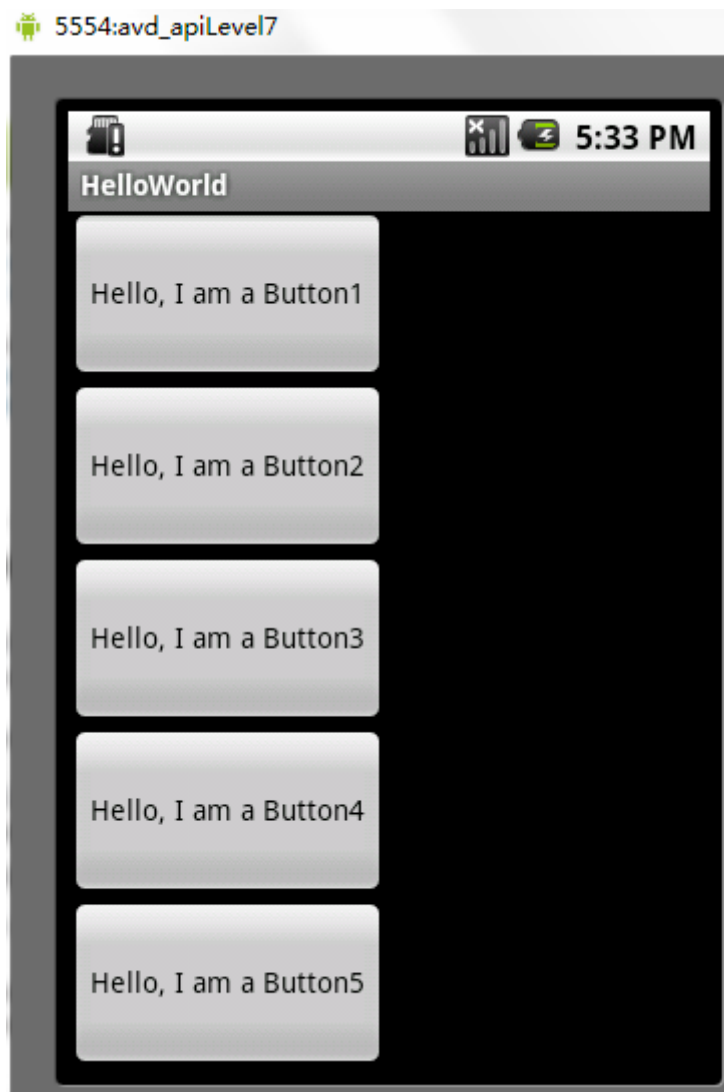 5554:avd_apiLevel7
5:33 PM
HelloWorld
Hello, I am a Button1
Hello, I am a Button2
Hello, I am a Button3
Hello, I am a Button4
Hello, I am a Button5